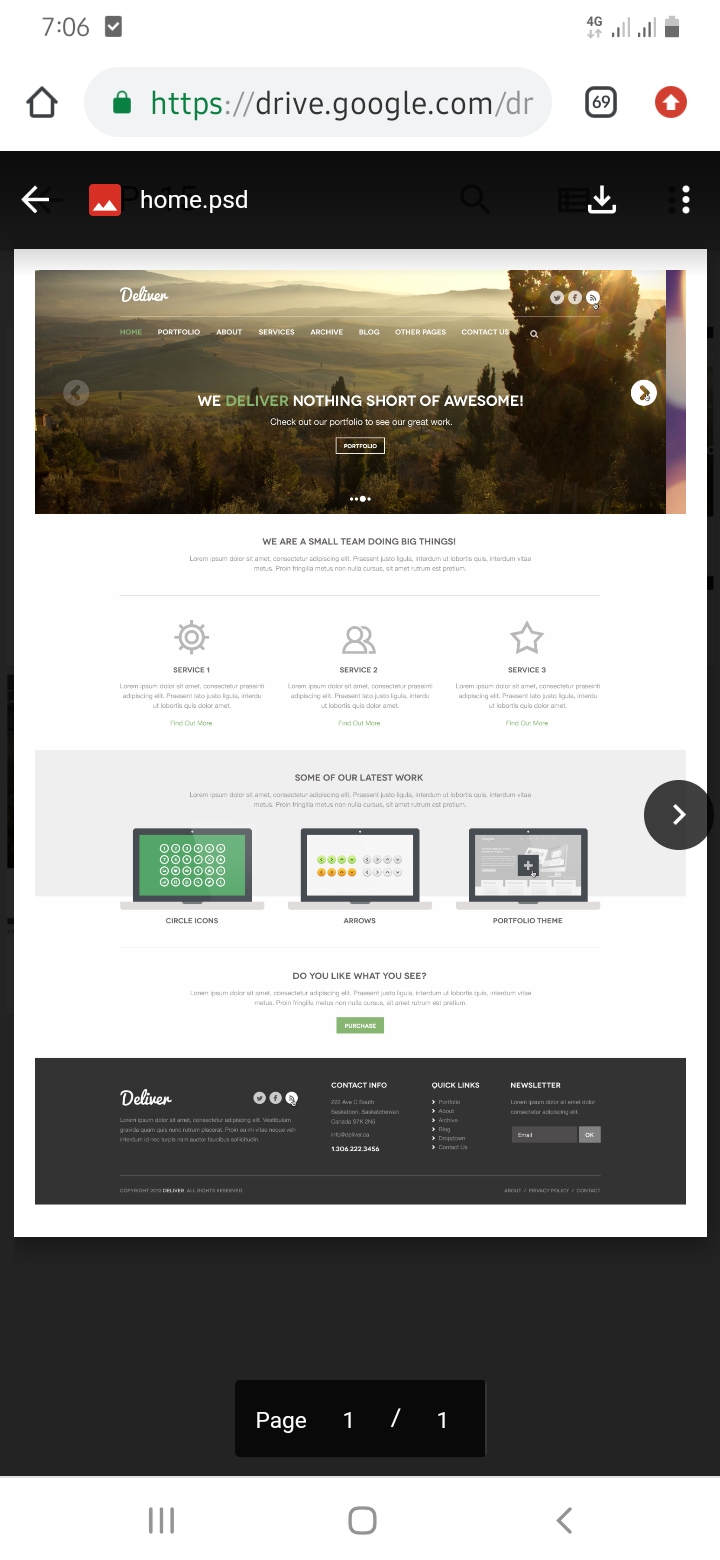 7:06
4G
https://drive.google.com/dr
69
home.psd
Deliver
HOME PORTFOLIO ABOUT SERVICES ARCHIVE BLOG OTHER PAGES CONTACT US
WE DELIVER NOTHING SHORT OF AWESOME!
Check out our portfolio to see our great work.
PORTFOLIO
WE ARE A SMALL TEAM DOING BIG THINGS!
Lorem ipsum dolor sit amet, consectetur adipiscing elit. Praesent justo ligula, interdum ut lobortis quis, interdum vitae
metus. Proin fringilla metus non nulla cursus, sit amet rutrum est pretium.
SERVICE 1
Lorem ipsum dolor sit amet, consectetur praesent
adipiscing elit. Praesent lato justo ligula, interdu
ut lobortis quis dolor amet.
Find Out More
SERVICE 2
Lorem ipsum dolor sit amet, consectetur praesent
adipiscing elit. Praesent lato justo ligula, interdu
ut lobortis quis dolor amet.
Find Out More
SERVICE 3
Lorem ipsum dolor sit amet, consectetur praesent
adipiscing elit. Praesent lato justo ligula, interdu
ut lobortis quis dolor amet.
Find Out More
SOME OF OUR LATEST WORK
Lorem ipsum dolor sit amet, consectetur adipiscing elit. Praesent justo ligula, interdum ut lobortis quis, interdum vitae
metus. Proin fringilla metus non nulla cursus, sit amet rutrum est pretium.
CIRCLE ICONS
ARROWS
PORTFOLIO THEME
DO YOU LIKE WHAT YOU SEE?
Lorem ipsum dolor sit amet, consectetur adipiscing elit. Praesent justo ligula, interdum ut lobortis quis, interdum vitae
metus. Proin fringilla metus non nulla cursus, sit amet rutrum est pretium.
PURCHASE
Deliver
Lorem ipsum dolor sit amet, consectetur adipiscing elit. Vestibulum
gravida quam quis nunc rutrum placerat. Proin eu mi vitae neque veh
interdum id nec turpis nam auctor faucibus sollicitudin.
CONTACT INFO
222 Ave C South
Saskatoon, Saskatchewan
Canada S7K 2N5
info@deliver.ca
1.306.222.3456
QUICK LINKS
Portfolio
About
Archive
Blog
Dropdown
Contact Us
NEWSLETTER
Lorem ipsum dolor sit amet dolor
consectetur adipiscing elit.
Email OK
COPYRIGHT 2012 DELIVER. ALL RIGHTS RESERVED.
ABOUT / PRIVACY POLICY / CONTACT
Page 1 / 1